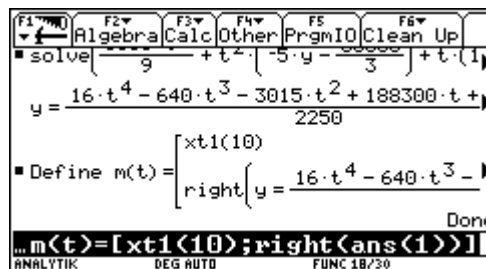 F1 F2 F3 F4 F5 F6
Algebra Calc Other PrgmIO Clean Up
solve( 9 + t² · (-5 · y - 3 ) + t · (1
y = 16·t⁴ - 640·t³ - 3015·t² + 188300·t +
2250
xt1(10)
Define m(t) =
right(y = 16·t⁴ - 640·t³ -
Done
…m(t)=[xt1(10);right(ans(1))]
ANALYTIK DEG AUTO FUNC 18/30